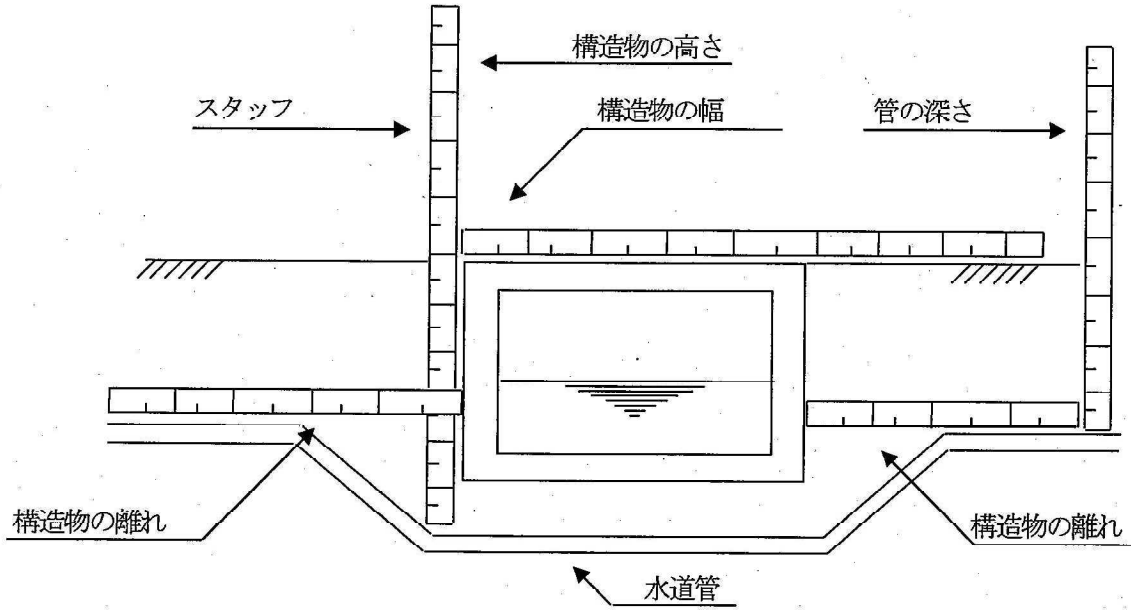 構造物の高さ
スタッフ
構造物の幅
管の深さ
構造物の離れ
構造物の離れ
水道管